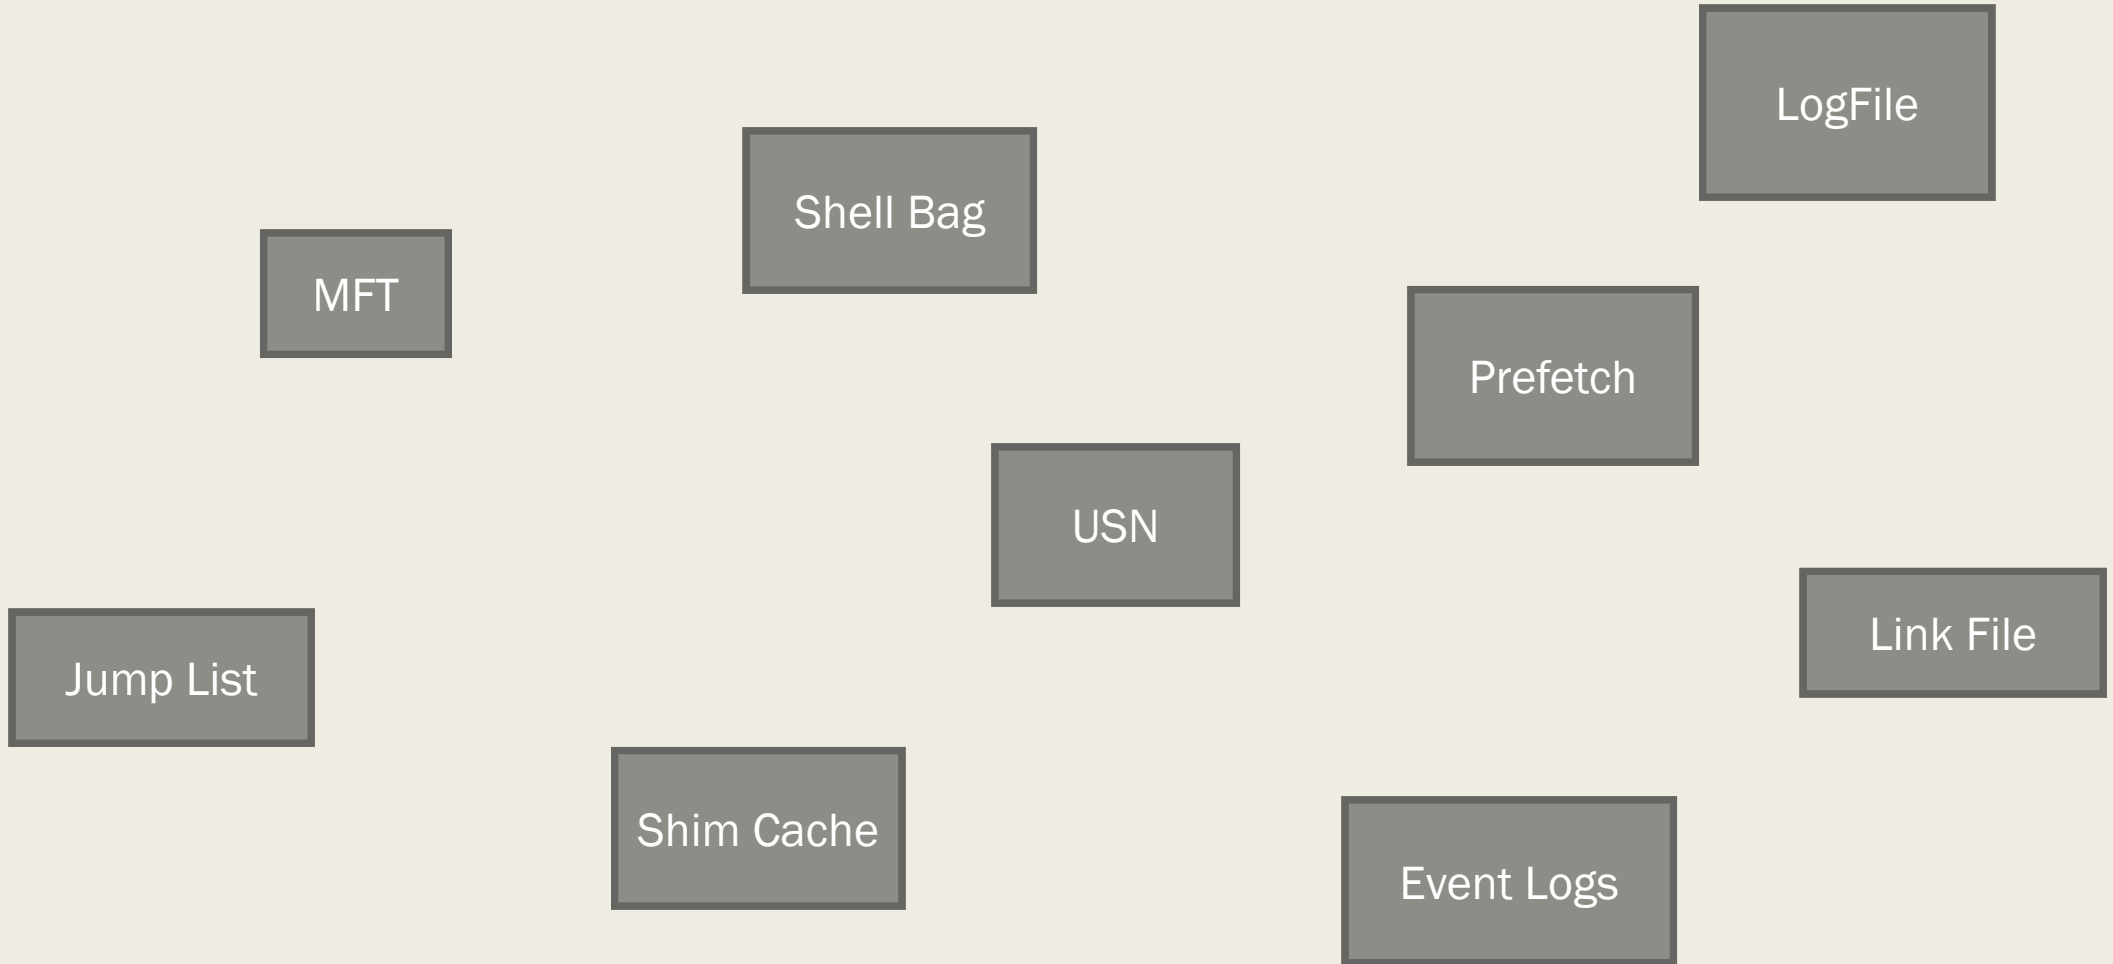 LogFile
Shell Bag
MFT
Prefetch
USN
Link File
Jump List
Shim Cache
Event Logs